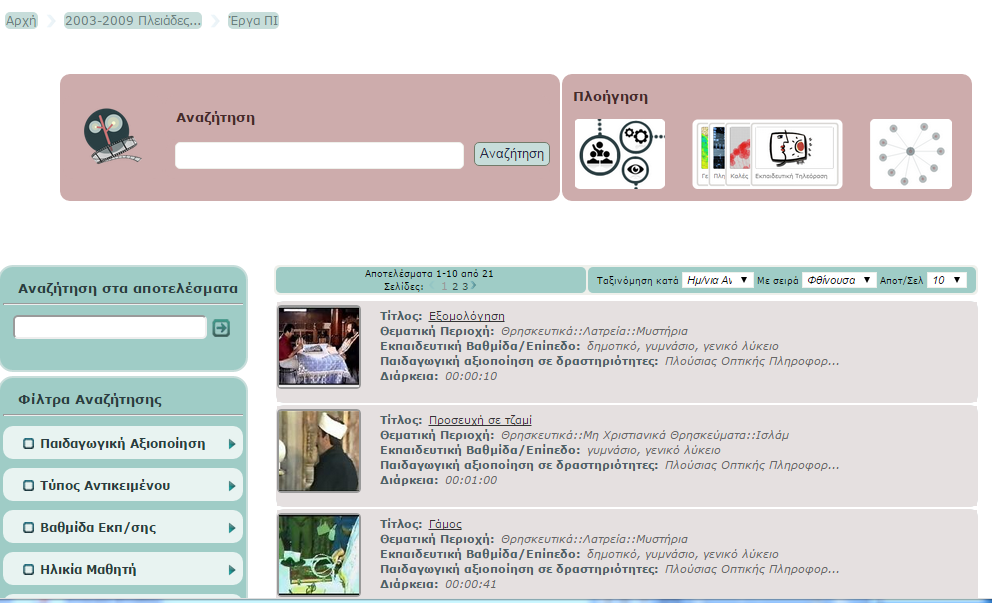 Αρχή
2003-2009 Πλειάδες...
Έργα ΠΙ
Αναζήτηση
Αναζήτηση
Πλοήγηση
Γε
Πλη
Καλές
Εκπαιδευτική Τηλεόραση
Αναζήτηση στα αποτελέσματα
Φίλτρα Αναζήτησης
Παιδαγωγική Αξιοποίηση
Τύπος Αντικειμένου
Βαθμίδα Εκπ/σης
Ηλικία Μαθητή
Αποτελέσματα 1-10 από 21
Σελίδες: 1 2 3
Ταξινόμηση κατά Ημ/νια Αν Με σειρά Φθίνουσα Αποτ/Σελ 10
Τίτλος: Εξομολόγηση
Θεματική Περιοχή: Θρησκευτικά::Λατρεία::Μυστήρια
Εκπαιδευτική Βαθμίδα/Επίπεδο: δημοτικό, γυμνάσιο, γενικό λύκειο
Παιδαγωγική αξιοποίηση σε δραστηριότητες: Πλούσιας Οπτικής Πληροφορ...
Διάρκεια: 00:00:10
Τίτλος: Προσευχή σε τζαμί
Θεματική Περιοχή: Θρησκευτικά::Μη Χριστιανικά Θρησκεύματα::Ισλάμ
Εκπαιδευτική Βαθμίδα/Επίπεδο: γυμνάσιο, γενικό λύκειο
Παιδαγωγική αξιοποίηση σε δραστηριότητες: Πλούσιας Οπτικής Πληροφορ...
Διάρκεια: 00:01:00
Τίτλος: Γάμος
Θεματική Περιοχή: Θρησκευτικά::Λατρεία::Μυστήρια
Εκπαιδευτική Βαθμίδα/Επίπεδο: δημοτικό, γυμνάσιο, γενικό λύκειο
Παιδαγωγική αξιοποίηση σε δραστηριότητες: Πλούσιας Οπτικής Πληροφορ...
Διάρκεια: 00:00:41